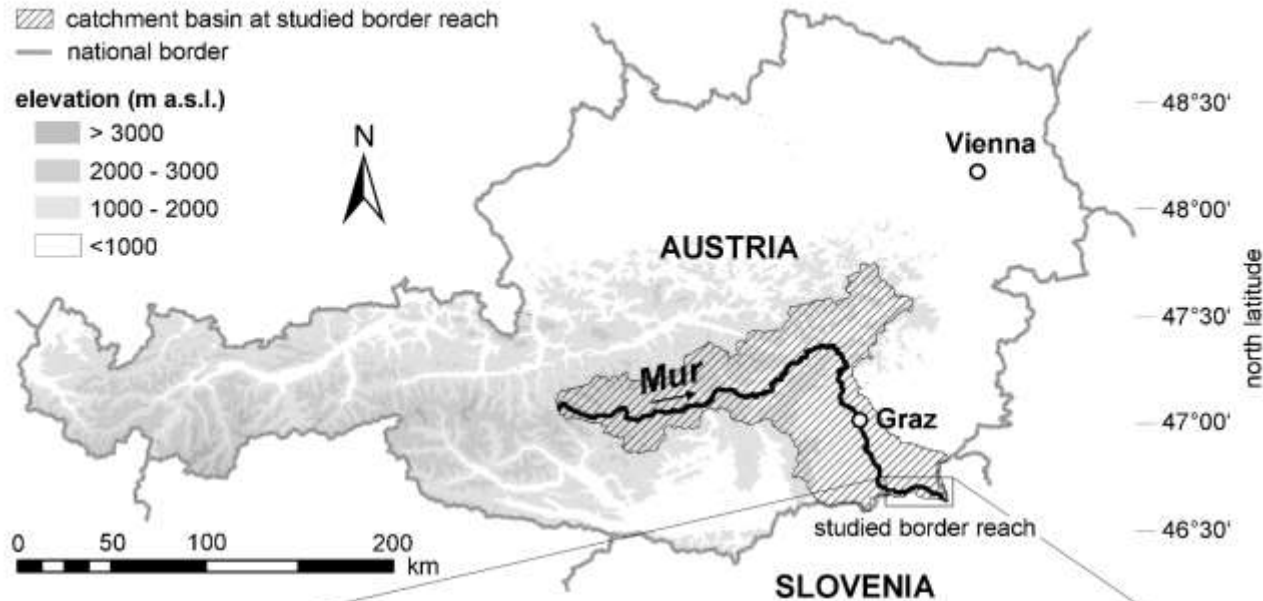 catchment basin at studied border reach
national border
elevation (m a.s.l.)
> 3000
2000 - 3000
1000 - 2000
<1000
N
Vienna
AUSTRIA
Mur
Graz
studied border reach
SLOVENIA
0 50 100 200
km
48°30'
48°00'
47°30'
47°00'
46°30'
north latitude